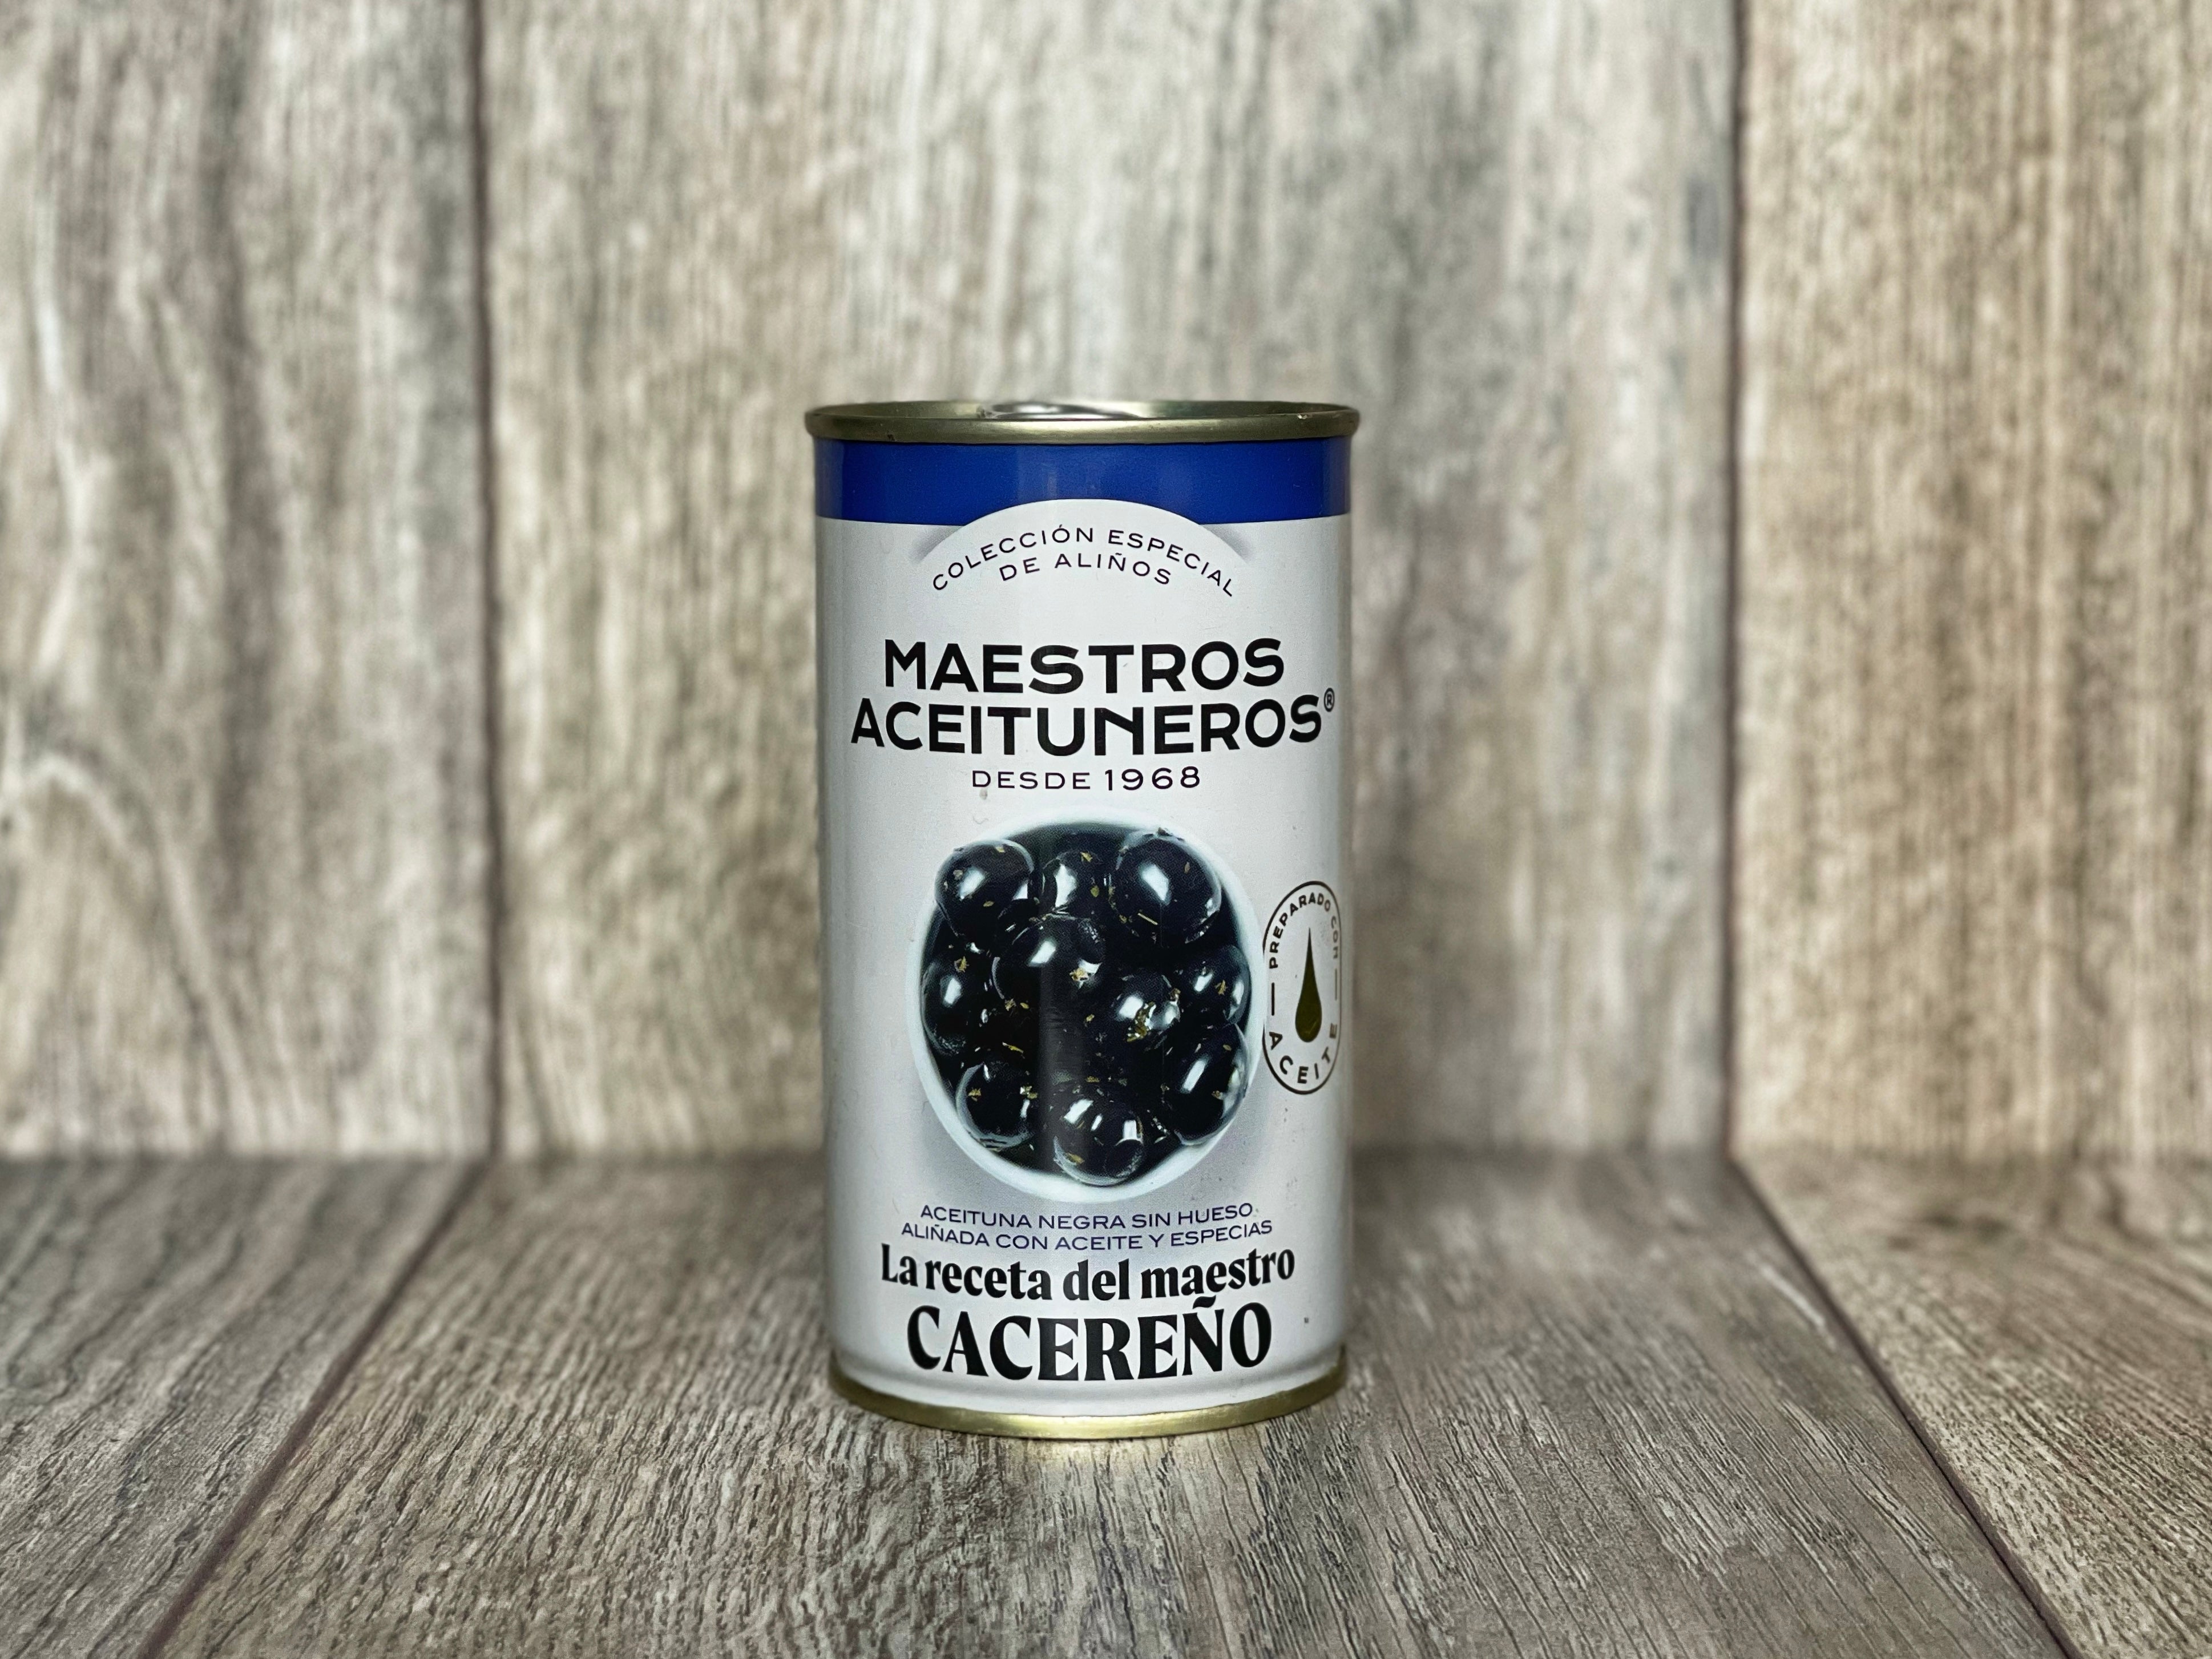 COLECCIÓN ESPECIAL
DE ALIÑOS
MAESTROS
ACEITUNEROS®
DESDE 1968
PREPARADO CON
ACEITE
ACEITUNA NEGRA SIN HUESO
ALIÑADA CON ACEITE Y ESPECIAS
La receta del maestro
CACEREÑO